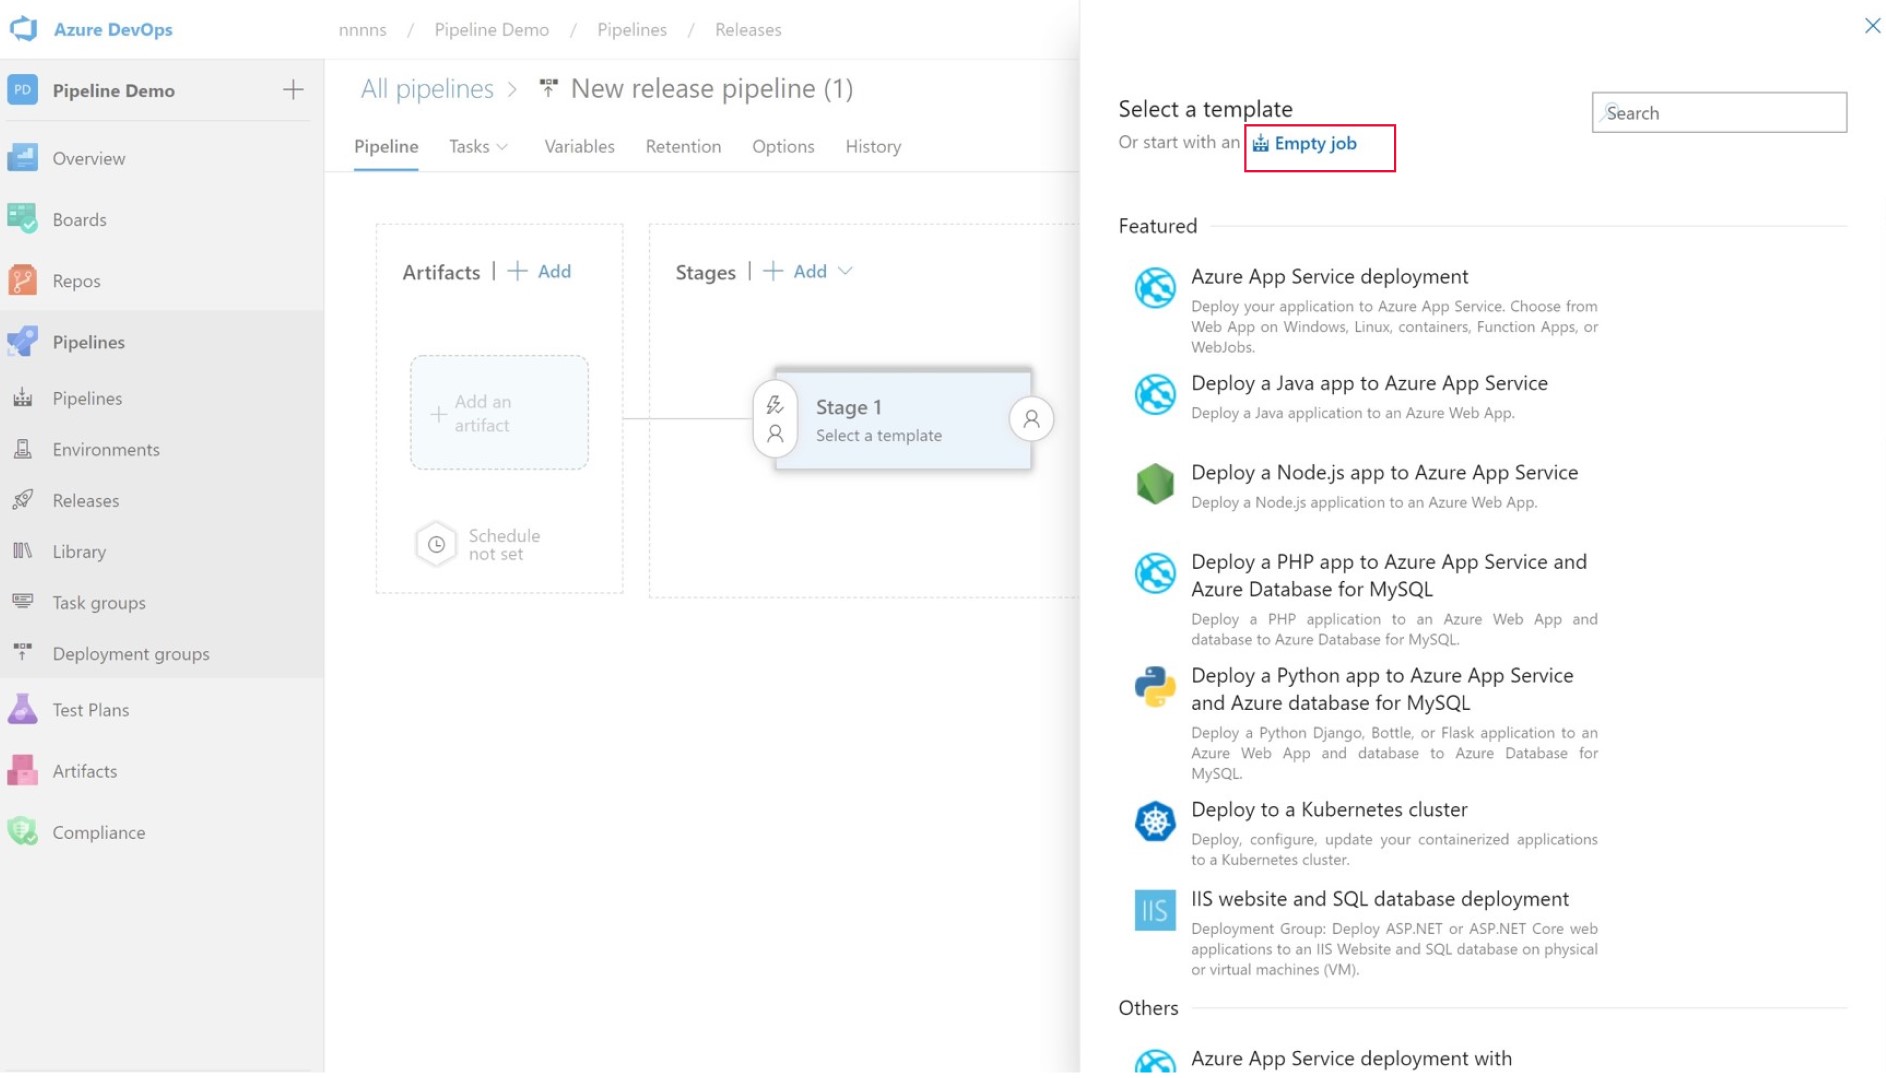 Azure DevOps
nnnns / Pipeline Demo / Pipelines / Releases
PD Pipeline Demo
Overview
Boards
Repos
Pipelines
Pipelines
Environments
Releases
Library
Task groups
Deployment groups
Test Plans
Artifacts
Compliance
All pipelines > New release pipeline (1)
Pipeline Tasks Variables Retention Options History
Artifacts | + Add
Add an
artifact
Schedule
not set
Stages | + Add
Stage 1
Select a template
Select a template
Search
Or start with an Empty job
Featured
Azure App Service deployment
Deploy your application to Azure App Service. Choose from
Web App on Windows, Linux, containers, Function Apps, or
WebJobs.
Deploy a Java app to Azure App Service
Deploy a Java application to an Azure Web App.
Deploy a Node.js app to Azure App Service
Deploy a Node.js application to an Azure Web App.
Deploy a PHP app to Azure App Service and
Azure Database for MySQL
Deploy a PHP application to an Azure Web App and
database to Azure Database for MySQL.
Deploy a Python app to Azure App Service
and Azure database for MySQL
Deploy a Python Django, Bottle, or Flask application to an
Azure Web App and database to Azure Database for
MySQL.
Deploy to a Kubernetes cluster
Deploy, configure, update your containerized applications
to a Kubernetes cluster.
IIS
IIS website and SQL database deployment
Deployment Group: Deploy ASP.NET or ASP.NET Core web
applications to an IIS Website and SQL database on physical
or virtual machines (VM).
Others
Azure App Service deployment with